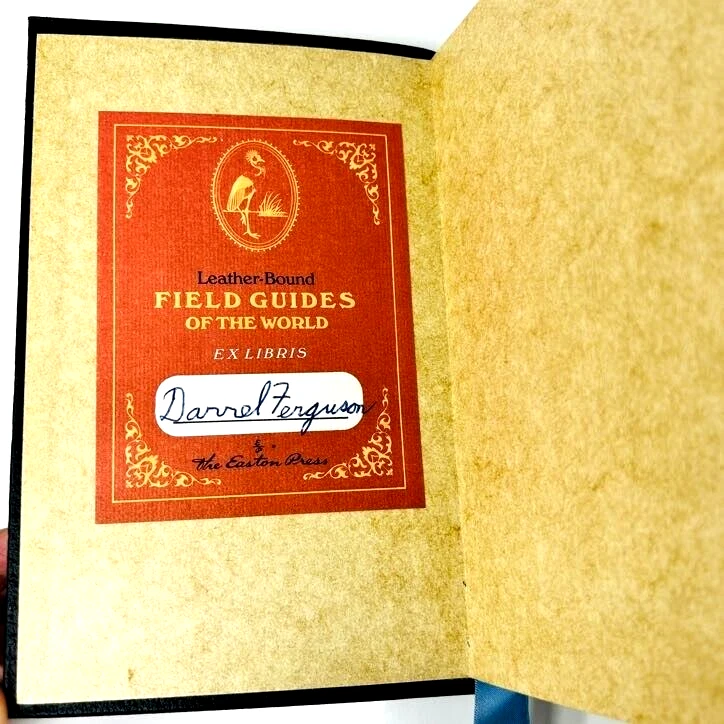 Leather-Bound
FIELD GUIDES
OF THE WORLD
EX LIBRIS
Darrel Ferguson
the Easton Press